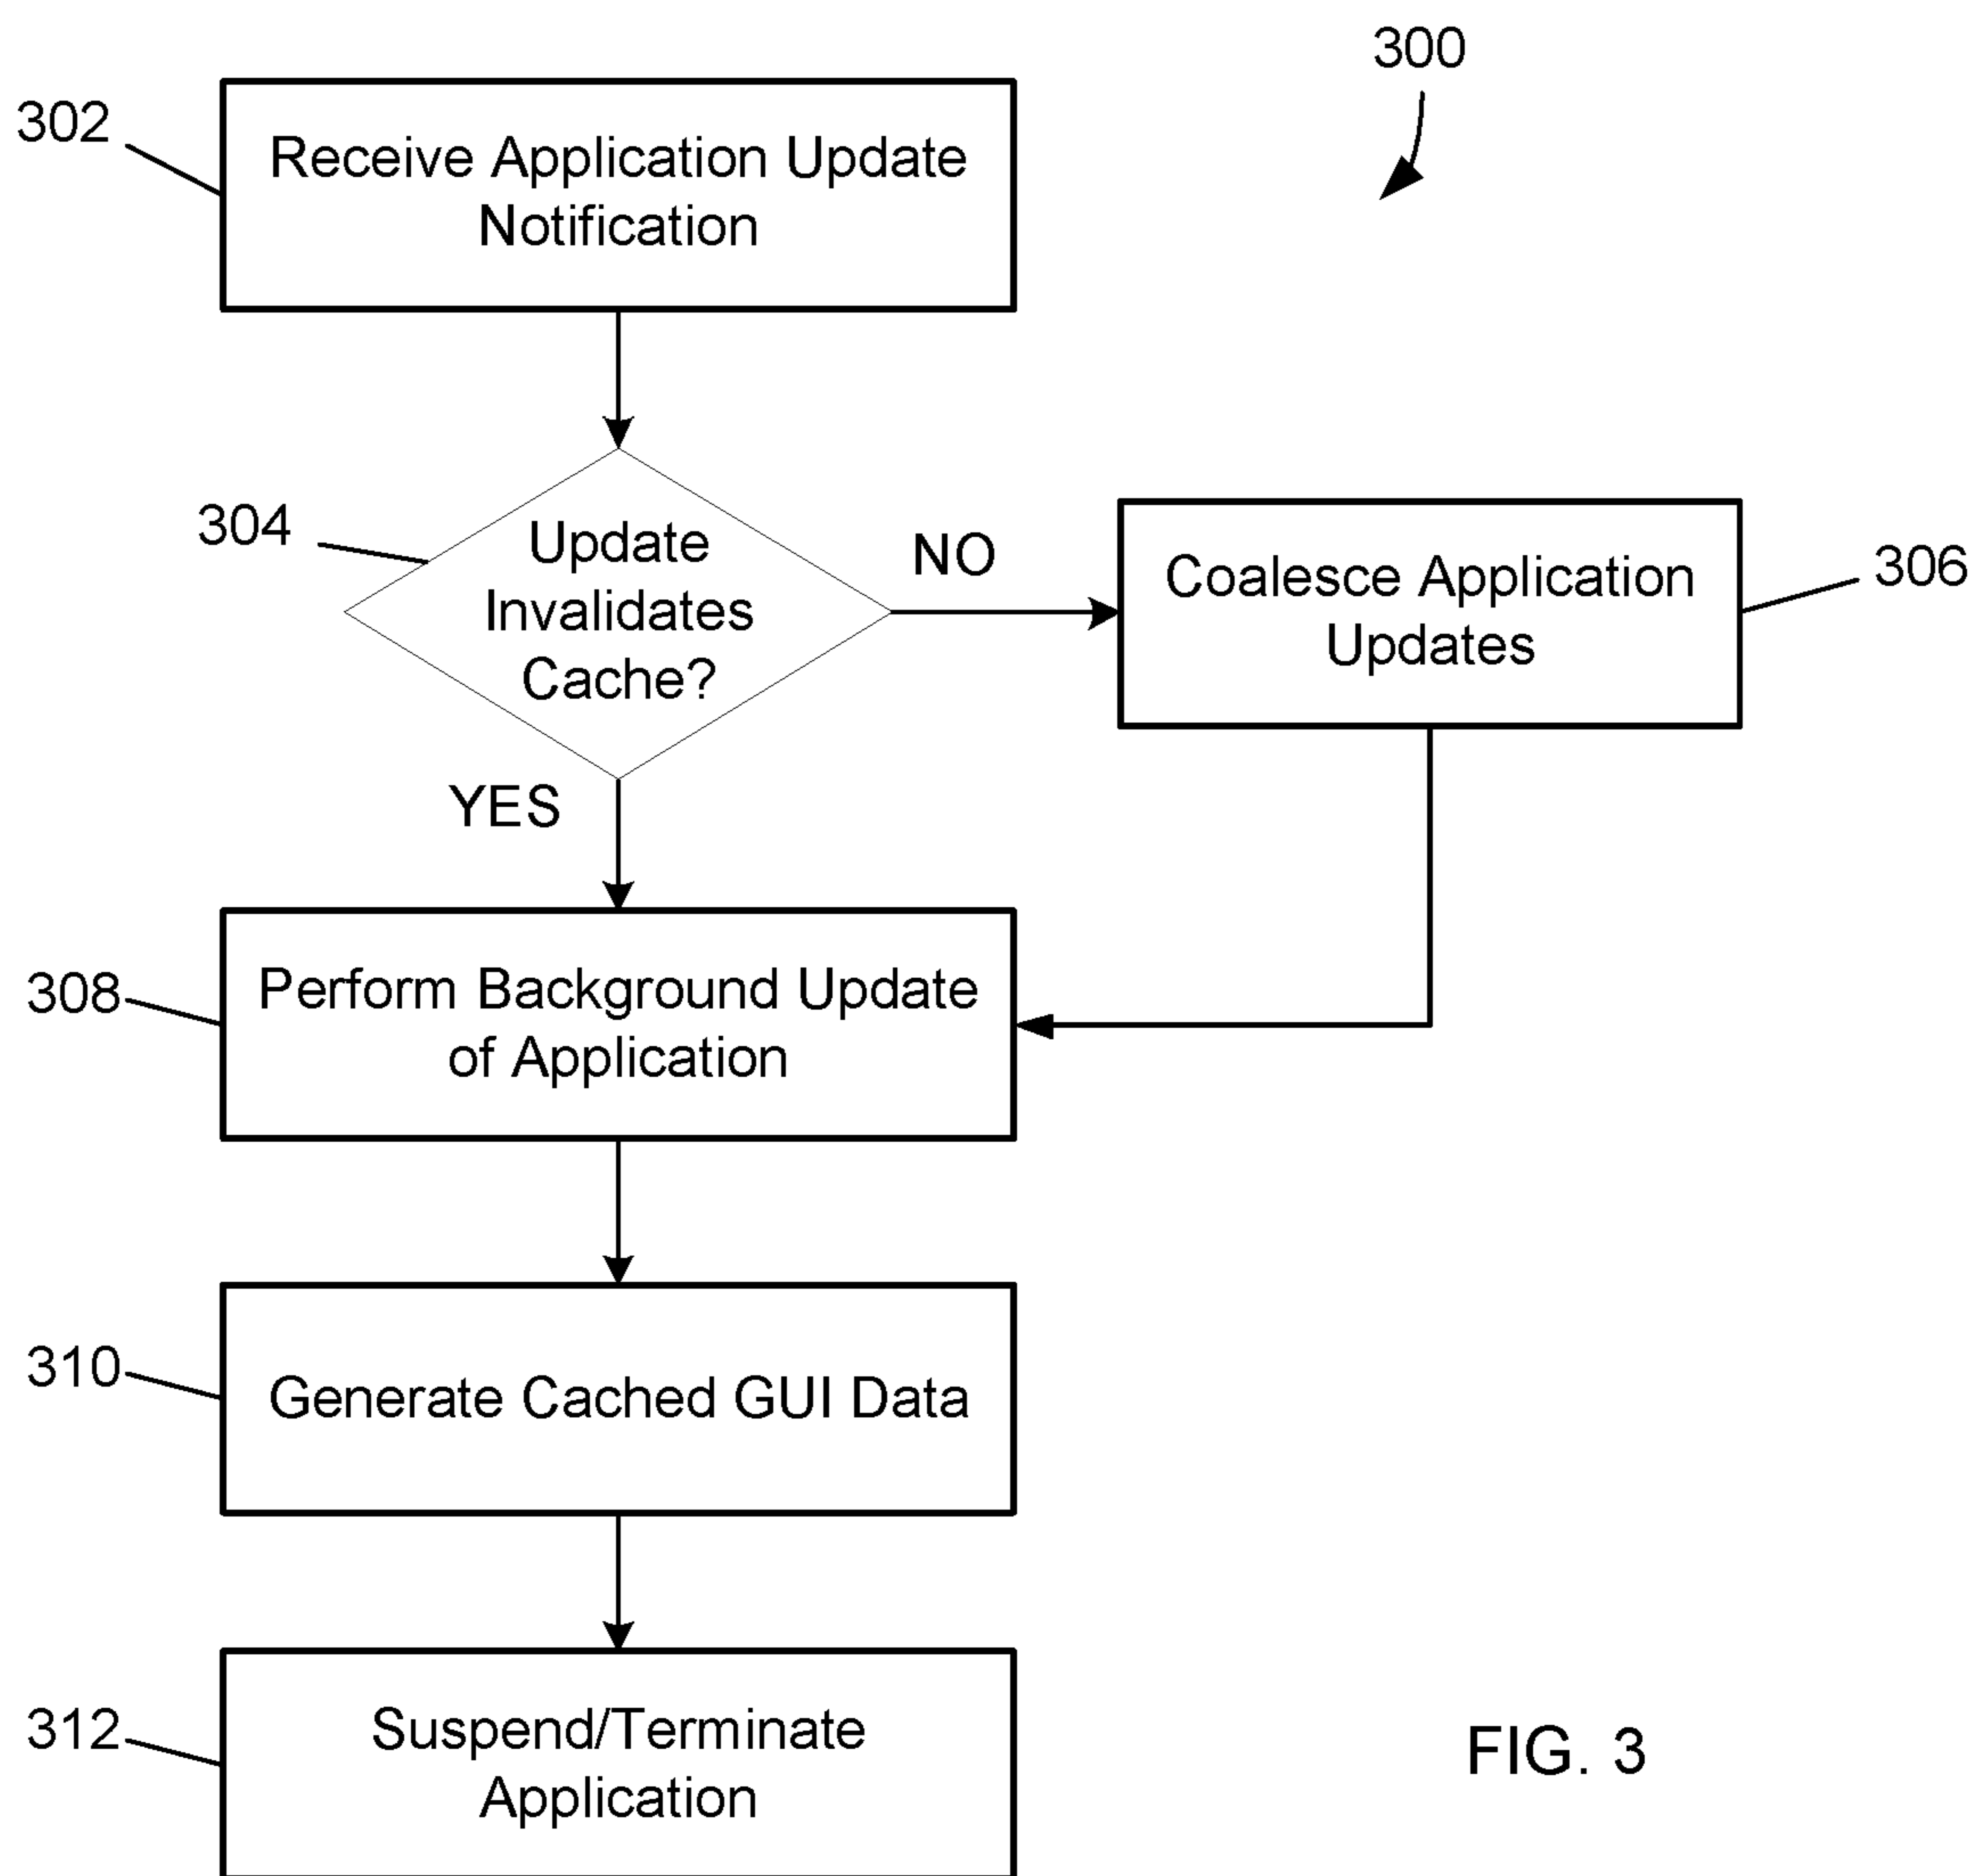 300
302
Receive Application Update
Notification
304
Update
Invalidates
Cache?
NO
Coalesce Application
Updates
306
YES
308
Perform Background Update
of Application
310
Generate Cached GUI Data
312
Suspend/Terminate
Application
FIG. 3